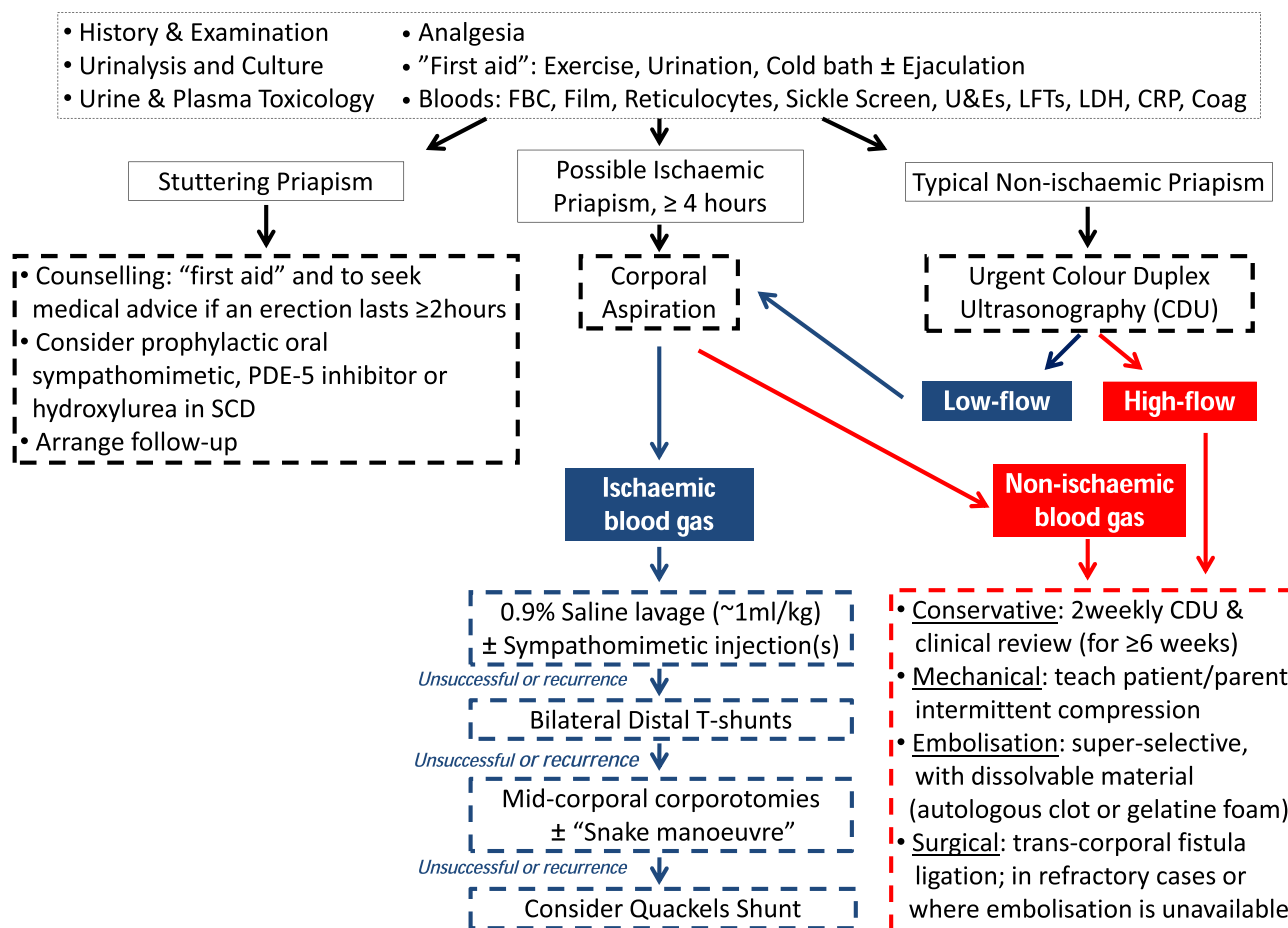 • History & Examination
• Urinalysis and Culture
• Urine & Plasma Toxicology
• Analgesia
• ”First aid”: Exercise, Urination, Cold bath ± Ejaculation
• Bloods: FBC, Film, Reticulocytes, Sickle Screen, U&Es, LFTs, LDH, CRP, Coag
Stuttering Priapism
Possible Ischaemic
Priapism, ≥ 4 hours
Typical Non-ischaemic Priapism
• Counselling: “first aid” and to seek
medical advice if an erection lasts ≥2hours
• Consider prophylactic oral
sympathomimetic, PDE-5 inhibitor or
hydroxylurea in SCD
• Arrange follow-up
Corporal
Aspiration
Urgent Colour Duplex
Ultrasonography (CDU)
Low-flow
High-flow
Ischaemic
blood gas
Non-ischaemic
blood gas
0.9% Saline lavage (~1ml/kg)
± Sympathomimetic injection(s)
Unsuccessful or recurrence
Bilateral Distal T-shunts
Unsuccessful or recurrence
Mid-corporal corporotomies
± “Snake manoeuvre”
Unsuccessful or recurrence
Consider Quackels Shunt
• Conservative: 2weekly CDU &
clinical review (for ≥6 weeks)
• Mechanical: teach patient/parent
intermittent compression
• Embolisation: super-selective,
with dissolvable material
(autologous clot or gelatine foam)
• Surgical: trans-corporal fistula
ligation; in refractory cases or
where embolisation is unavailable